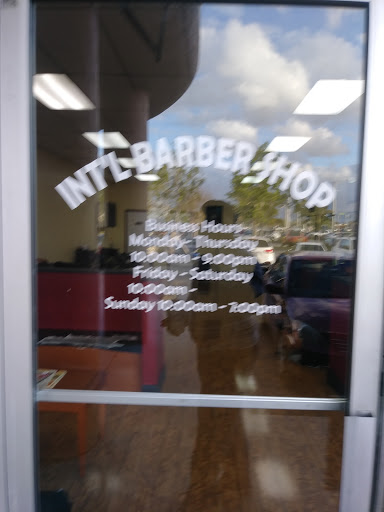 INT'L BARBER SHOP
Business Hours
Monday - Thursday
10:00am - 9:00pm
Friday - Saturday
10:00am -
Sunday 10:00am - 7:00pm